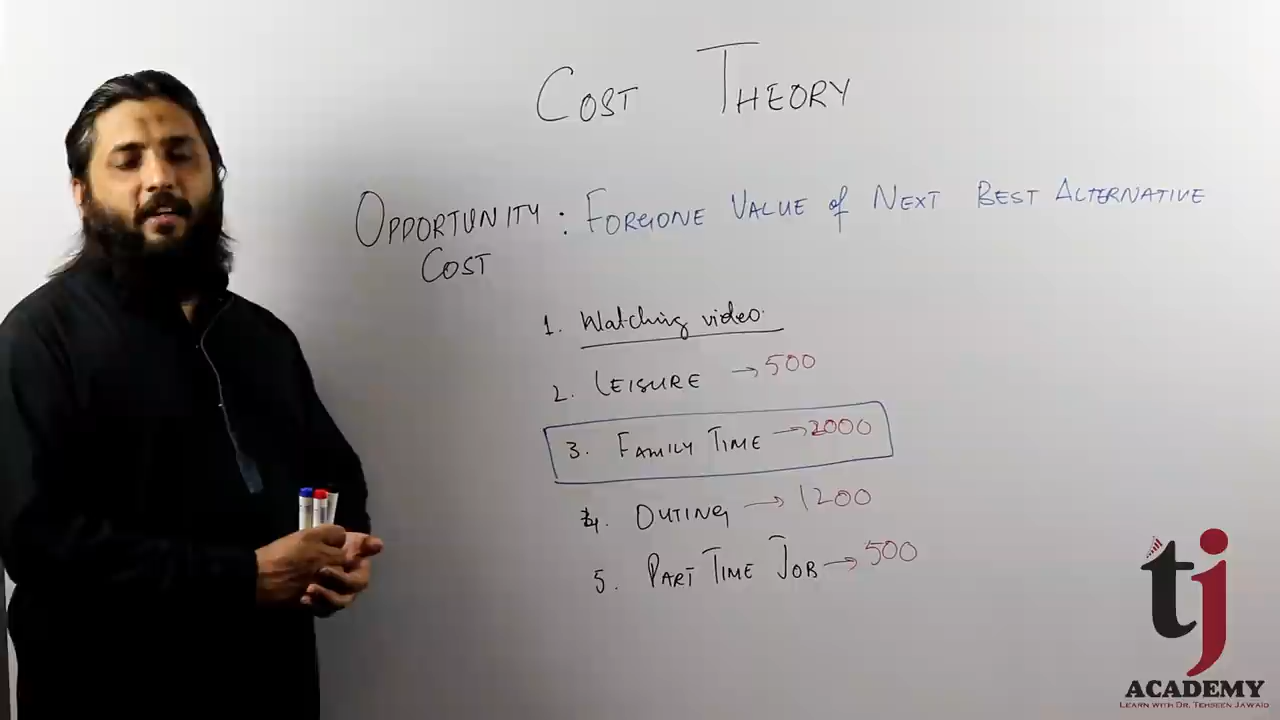 COST THEORY
OPPORTUNITY : FORGONE VALUE of NEXT BEST ALTERNATIVE
COST
1. Watching video.
2. LEISURE → 500
3. FAMILY TIME → 2000
4. OUTING → 1200
5. PART TIME JOB → 500
tj
ACADEMY
LEARN WITH DR. TEHSEEN JAWAID